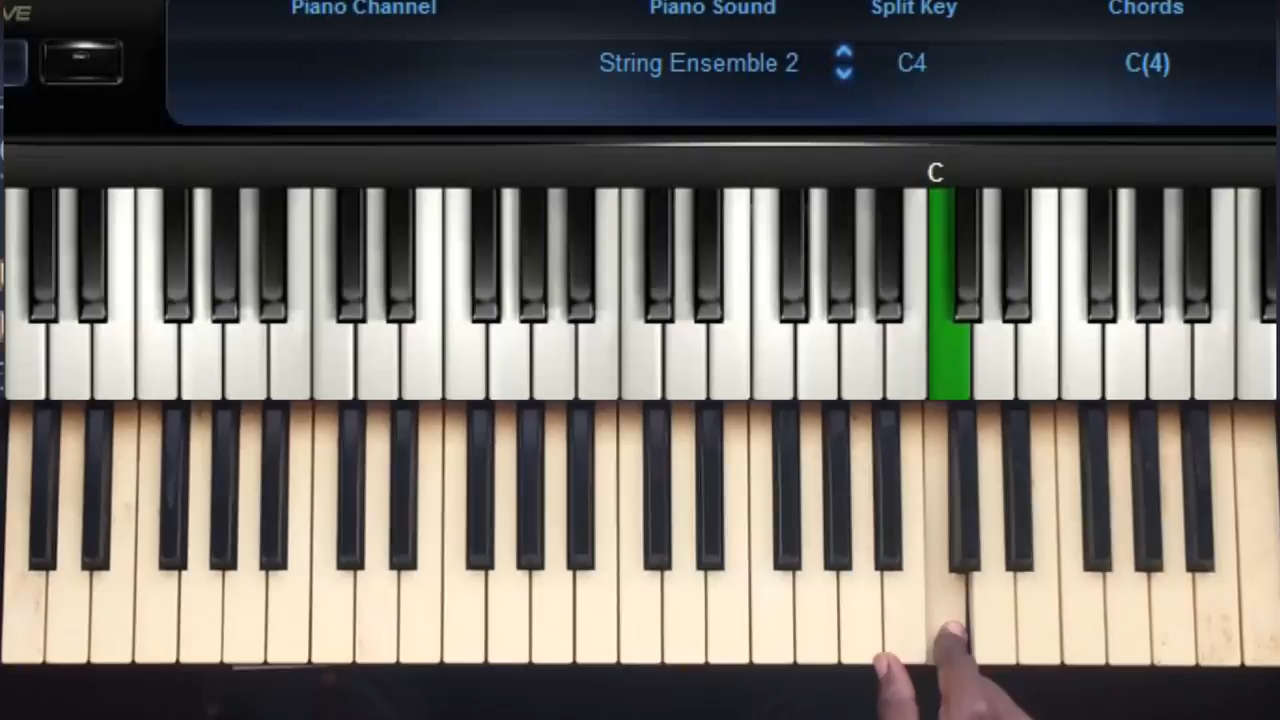 VE
Piano Channel Piano Sound Split Key Chords
String Ensemble 2 C4 C(4)
C